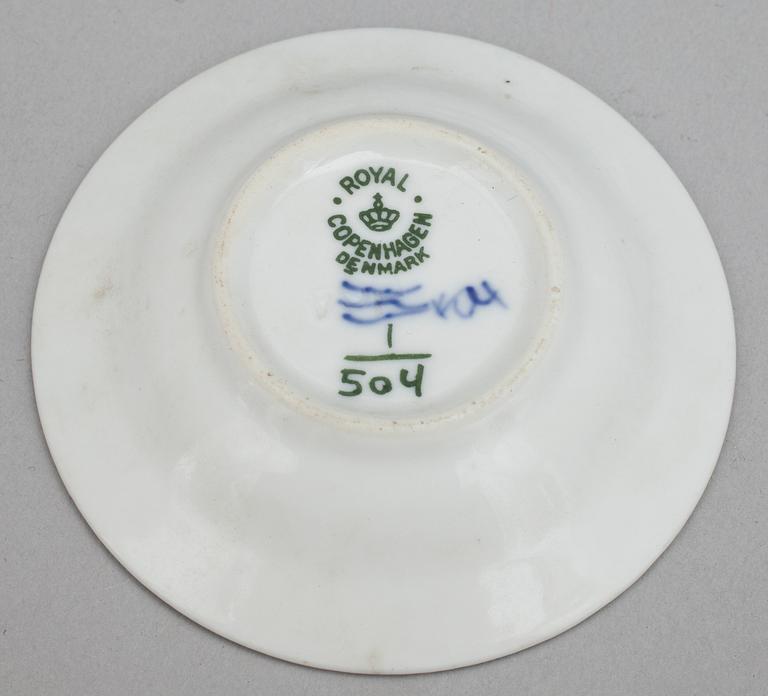 ROYAL
COPENHAGEN
DENMARK
1
504